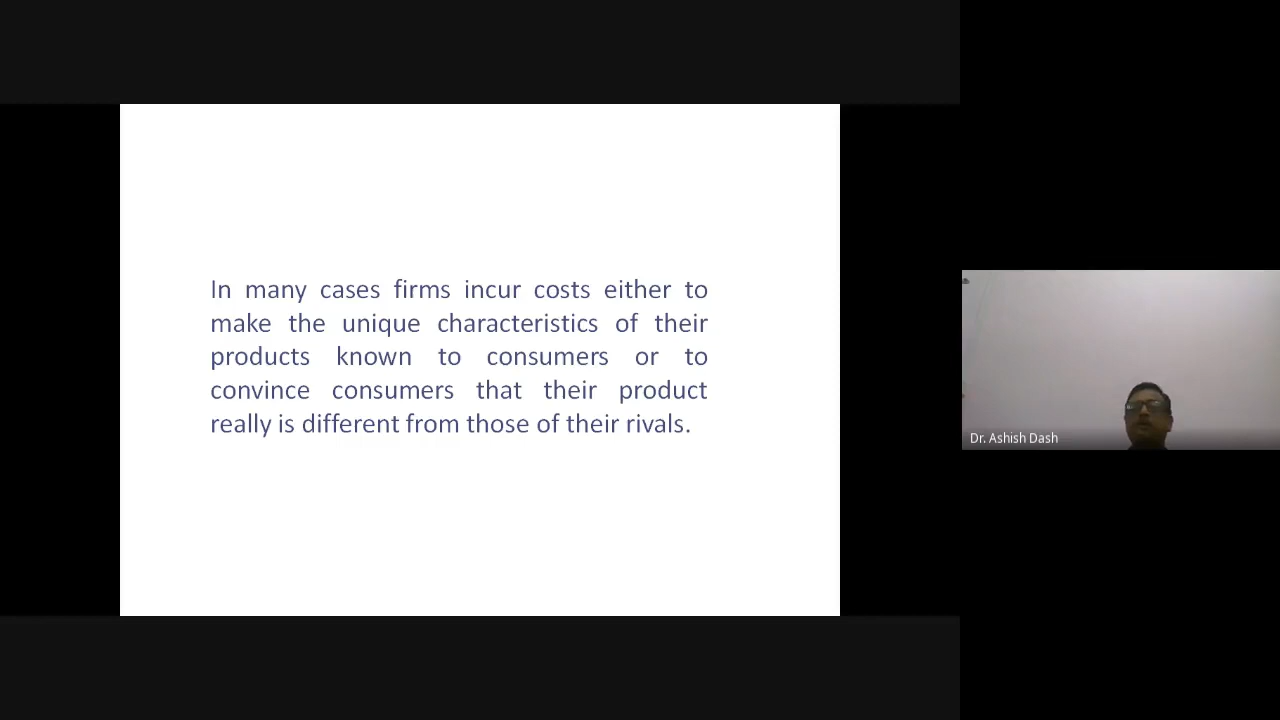 In many cases firms incur costs either to
make the unique characteristics of their
products known to consumers or to
convince consumers that their product
really is different from those of their rivals.
Dr. Ashish Dash